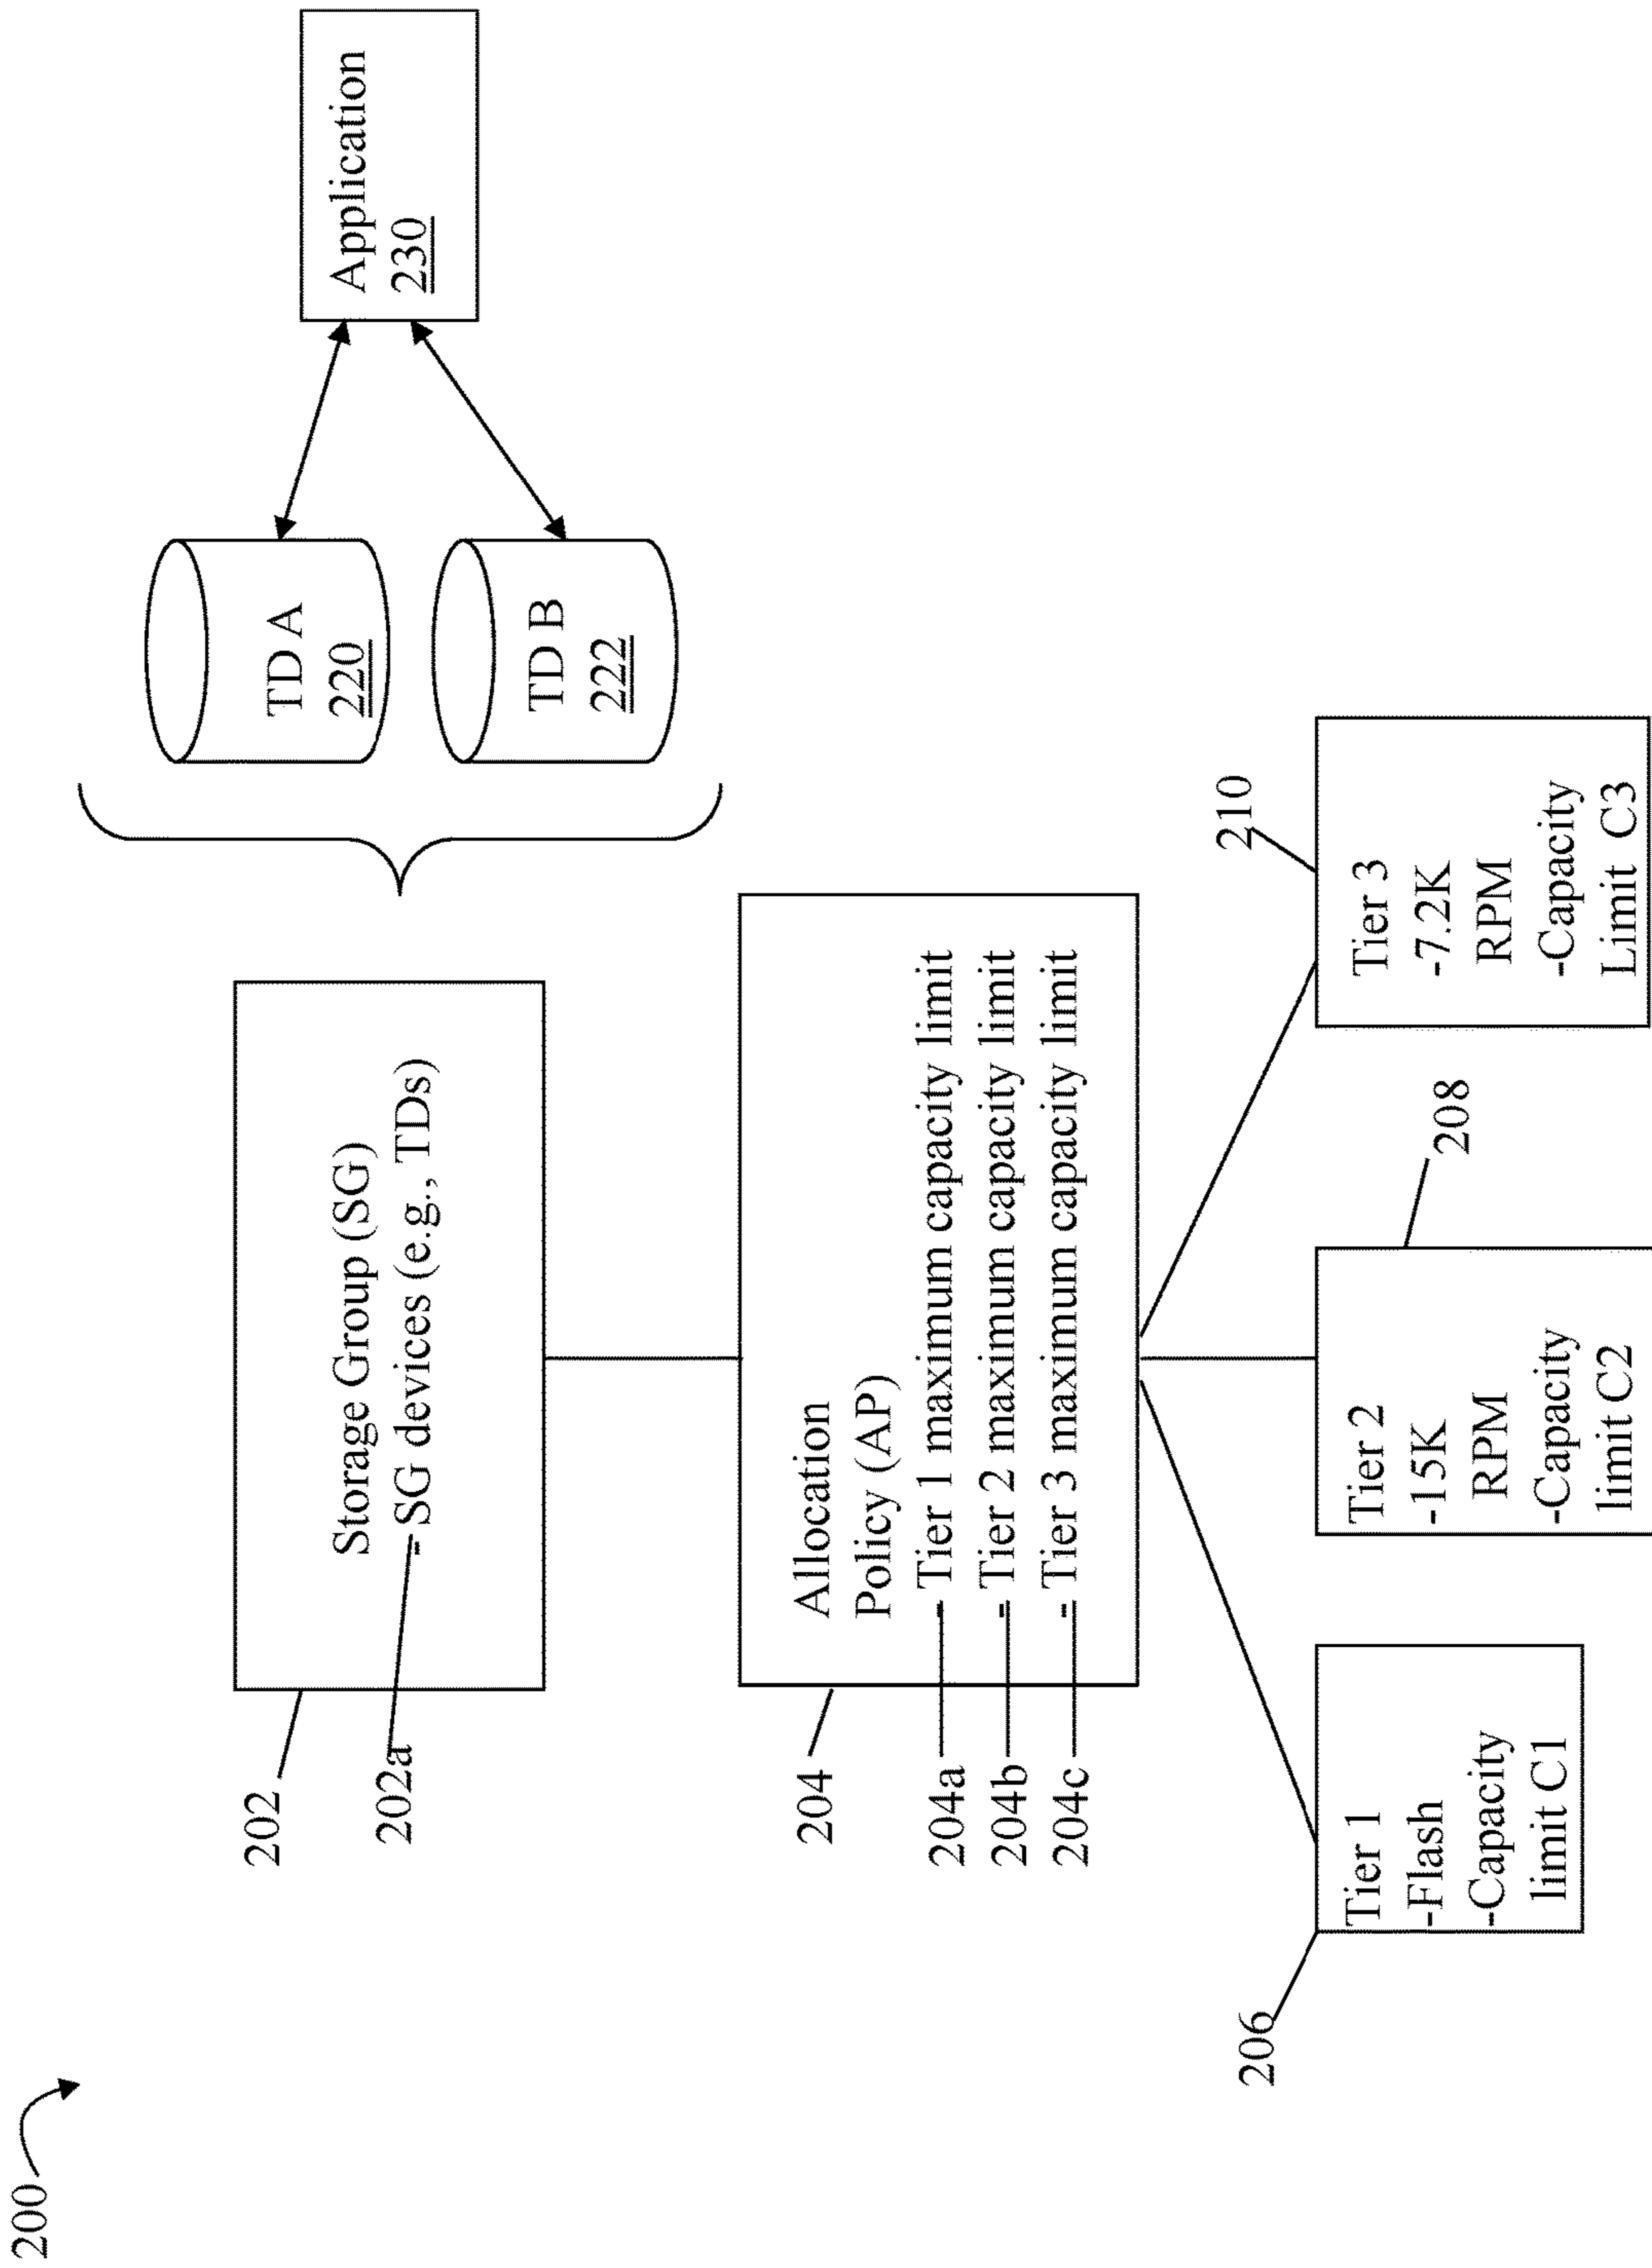 200
202
Storage Group (SG)
- SG devices (e.g., TDs)
202a
TD A
220
TD B
222
Application
230
204
Allocation
Policy (AP)
- Tier 1 maximum capacity limit
- Tier 2 maximum capacity limit
- Tier 3 maximum capacity limit
204a
204b
204c
206
Tier 1
-Flash
-Capacity
limit C1
208
Tier 2
-15K
RPM
-Capacity
limit C2
210
Tier 3
-7.2K
RPM
-Capacity
Limit C3